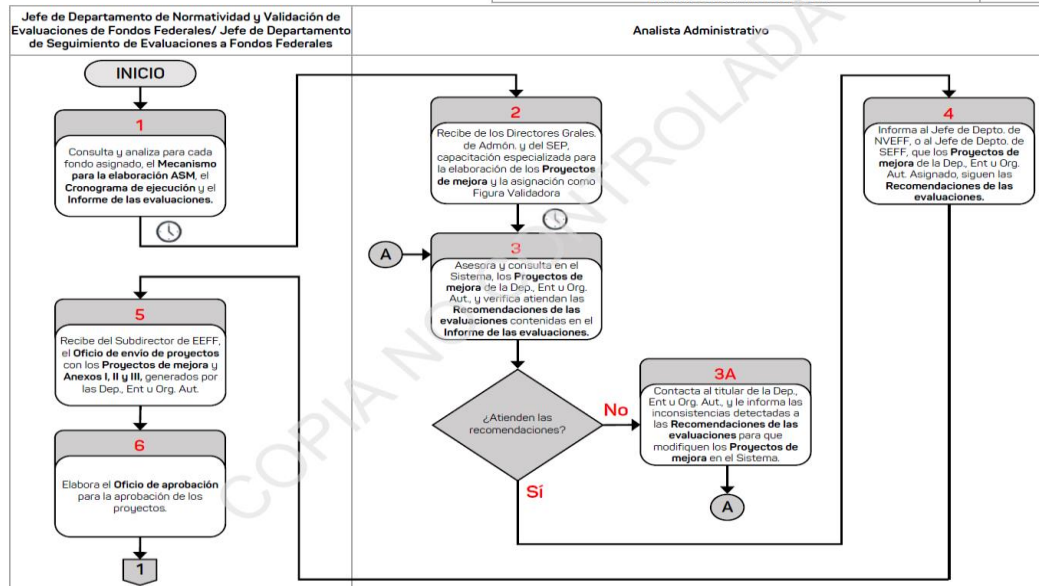 Jefe de Departamento de Normatividad y Validación de
Evaluaciones de Fondos Federales/ Jefe de Departamento
de Seguimiento de Evaluaciones a Fondos Federales
Analista Administrativo
INICIO
1
Consulta y analiza para cada
fondo asignado, el Mecanismo
para la elaboración ASM, el
Cronograma de ejecución y el
Informe de las evaluaciones.
2
Recibe de los Directores Grales.
de Admón. y del SEP,
capacitación especializada para
la elaboración de los Proyectos
de mejora y la asignación como
Figura Validadora
A
3
Asesora y consulta en el
Sistema, los Proyectos de
mejora de la Dep., Ent u Org.
Aut., y verifica atiendan las
Recomendaciones de las
evaluaciones contenidas en el
Informe de las evaluaciones.
¿Atienden las
recomendaciones?
No
Sí
3A
Contacta al titular de la Dep.,
Ent u Org. Aut., y le informa las
inconsistencias detectadas a
las Recomendaciones de las
evaluaciones para que
modifiquen los Proyectos de
mejora en el Sistema.
A
4
Informa al Jefe de Depto. de
NVEFF, o al Jefe de Depto. de
SEFF, que los Proyectos de
mejora de la Dep., Ent u Org.
Aut. Asignado, siguen las
Recomendaciones de las
evaluaciones.
5
Recibe del Subdirector de EEFF,
el Oficio de envio de proyectos
con los Proyectos de mejora y
Anexos I, II y III, generados por
las Dep., Ent u Org. Aut.
6
Elabora el Oficio de aprobación
para la aprobación de los
proyectos.
1
COPIA NO CONTROLADA